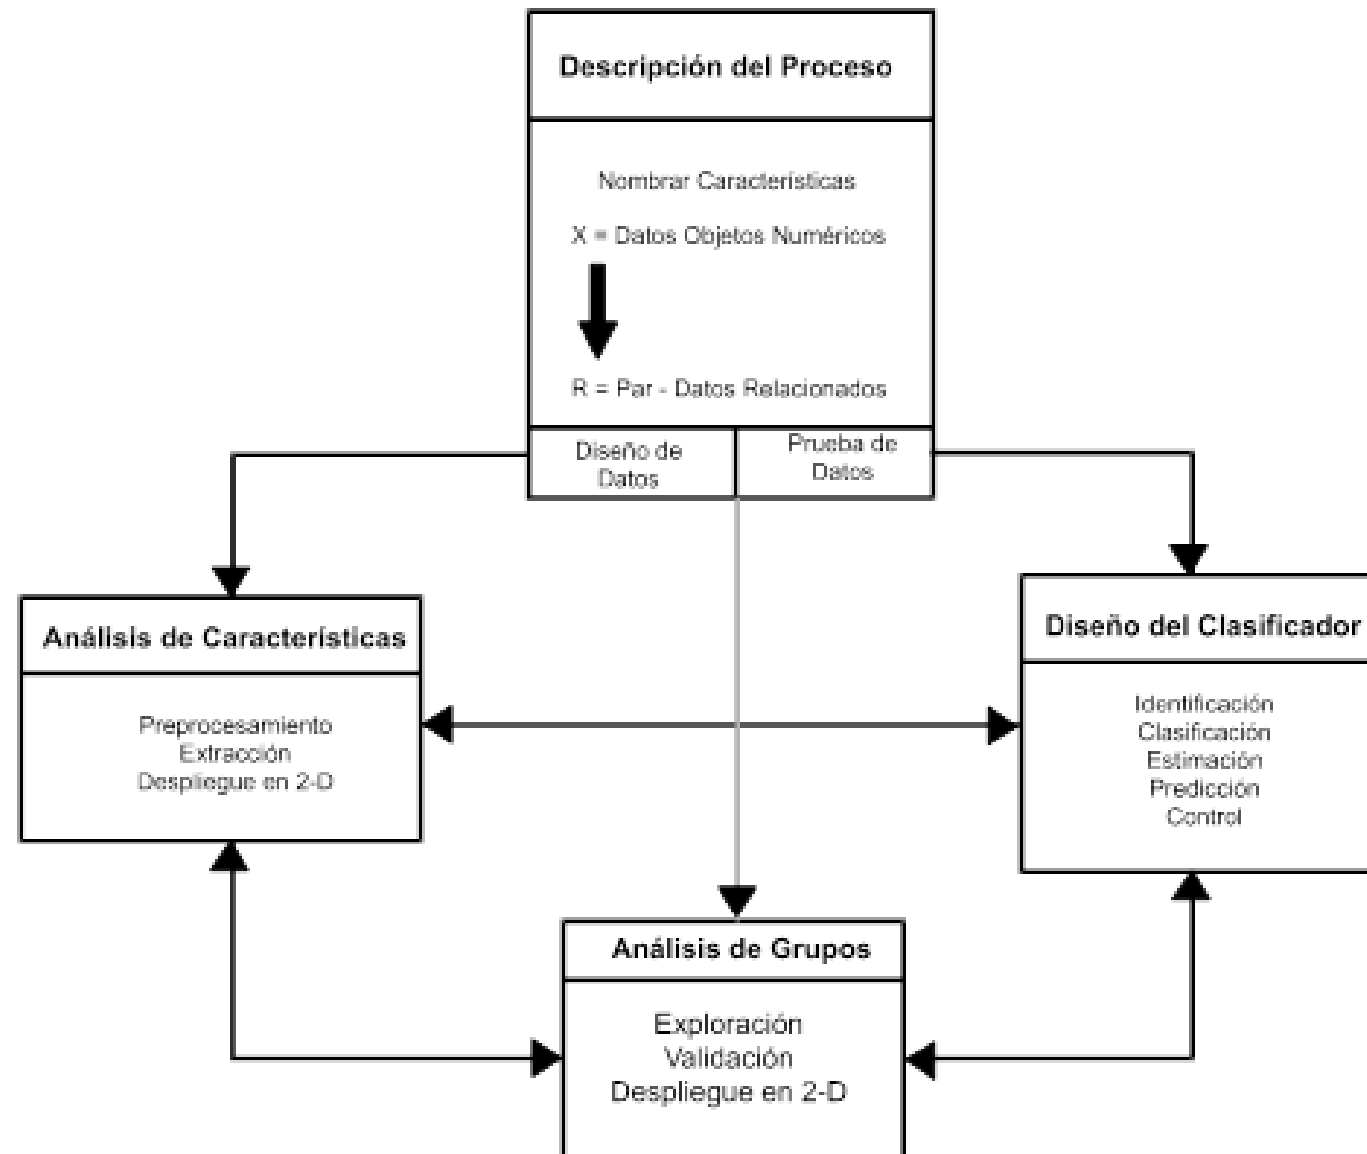 Descripción del Proceso
Nombrar Características
X = Datos Objetos Numéricos
R = Par - Datos Relacionados
Diseño de
Datos
Prueba de
Datos
Análisis de Características
Preprocesamiento
Extracción
Despliegue en 2-D
Diseño del Clasificador
Identificación
Clasificación
Estimación
Predicción
Control
Análisis de Grupos
Exploración
Validación
Despliegue en 2-D